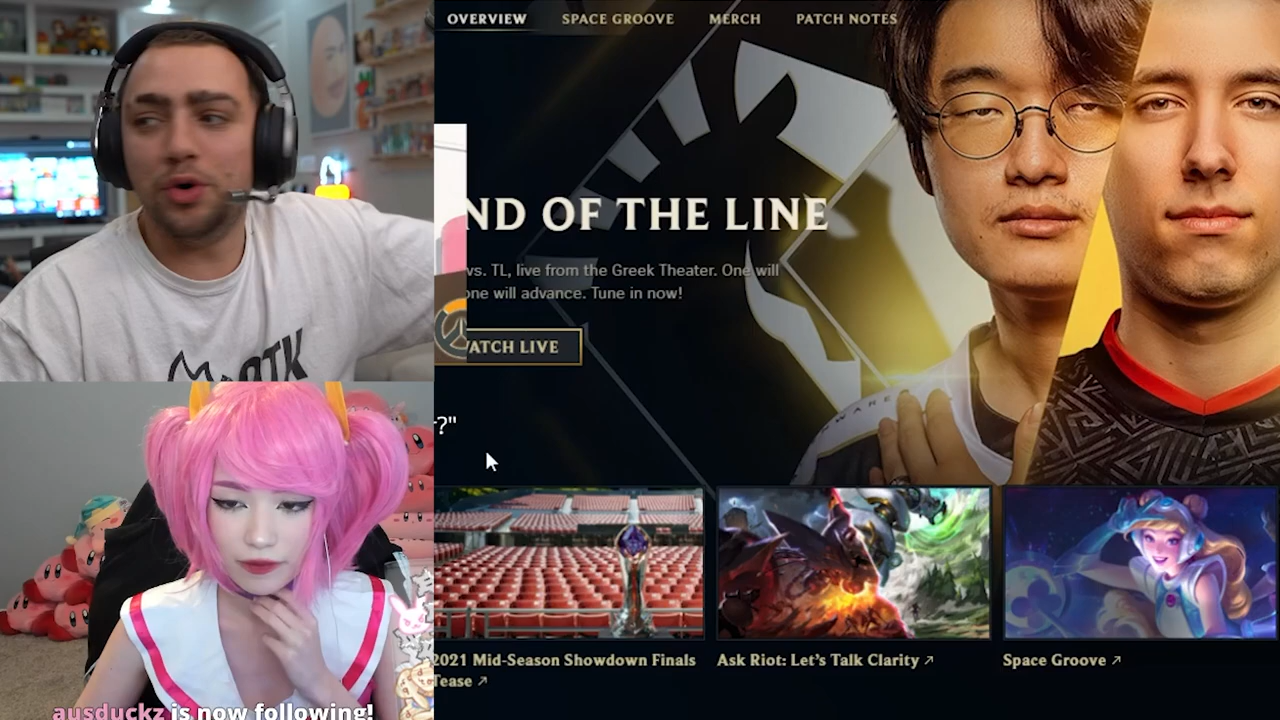 OVERVIEW SPACE GROOVE MERCH PATCH NOTES
ND OF THE LINE
vs. TL, live from the Greek Theater. One will
one will advance. Tune in now!
ATCH LIVE
?"
2021 Mid-Season Showdown Finals
Tease ↗
Ask Riot: Let's Talk Clarity ↗
Space Groove ↗
ausduckz is now following!